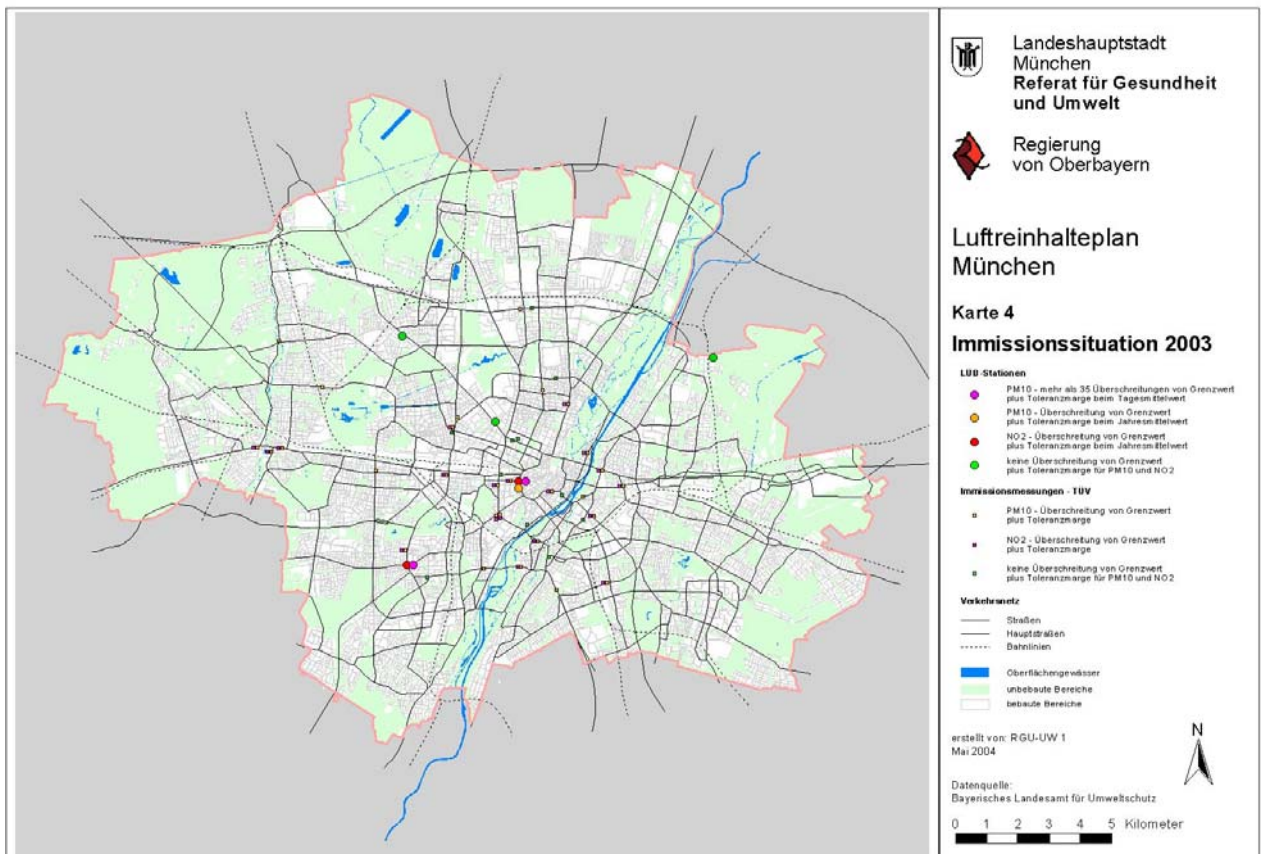 Landeshauptstadt
München
Referat für Gesundheit
und Umwelt
Regierung
von Oberbayern
Luftreinhalteplan
München
Karte 4
Immissionssituation 2003
LÜB-Stationen
PM10 - mehr als 35 Überschreitungen von Grenzwert
plus Toleranzmarge beim Tagesmittelwert
PM10 - Überschreitung von Grenzwert
plus Toleranzmarge beim Jahresmittelwert
NO2 - Überschreitung von Grenzwert
plus Toleranzmarge beim Jahresmittelwert
keine Überschreitung von Grenzwert
plus Toleranzmarge für PM10 und NO2
Immissionsmessungen - TÜV
PM10 - Überschreitung von Grenzwert
plus Toleranzmarge
NO2 - Überschreitung von Grenzwert
plus Toleranzmarge
keine Überschreitung von Grenzwert
plus Toleranzmarge für PM10 und NO2
Verkehrsnetz
Straßen
Hauptstraßen
Bahnlinien
Oberflächengewässer
unbebaute Bereiche
bebaute Bereiche
N
erstellt von: RGU-UW 1
Mai 2004
Datenquelle:
Bayerisches Landesamt für Umweltschutz
0 1 2 3 4 5 Kilometer